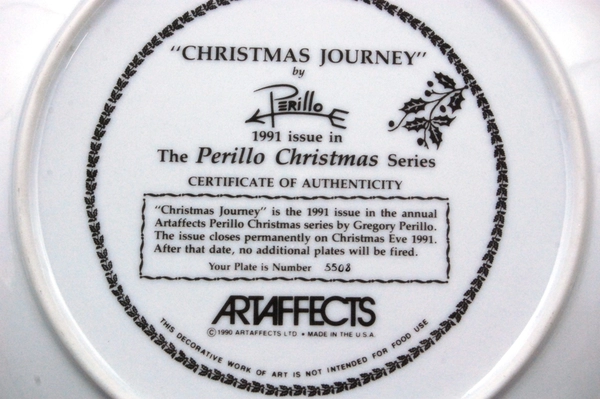 "CHRISTMAS JOURNEY"
by
Perillo
1991 issue in
The Perillo Christmas Series
CERTIFICATE OF AUTHENTICITY
"Christmas Journey" is the 1991 issue in the annual
Artaffects Perillo Christmas series by Gregory Perillo.
The issue closes permanently on Christmas Eve 1991.
After that date, no additional plates will be fired.
Your Plate is Number 5508
ARTAFFECTS
©1990 ARTAFFECTS LTD • MADE IN THE U.S.A.
THIS DECORATIVE WORK OF ART IS NOT INTENDED FOR FOOD USE